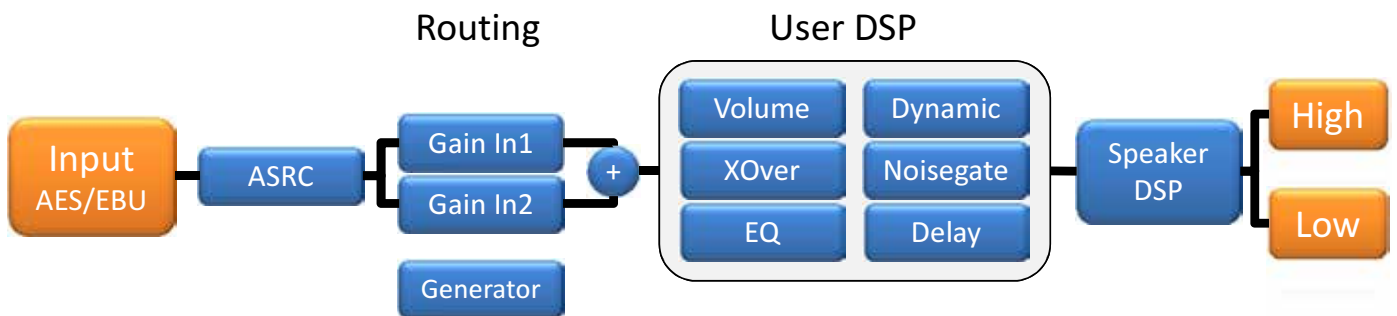 Routing
User DSP
Input
AES/EBU
ASRC
Gain In1
Gain In2
Generator
+
Volume
Dynamic
XOver
Noisegate
EQ
Delay
Speaker
DSP
High
Low